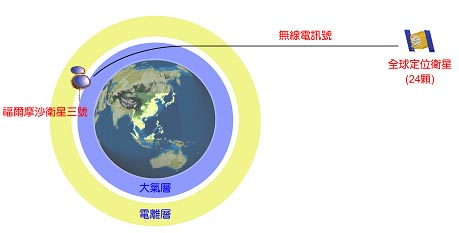 無線電訊號
全球定位衛星
(24顆)
福爾摩沙衛星三號
大氣層
電離層